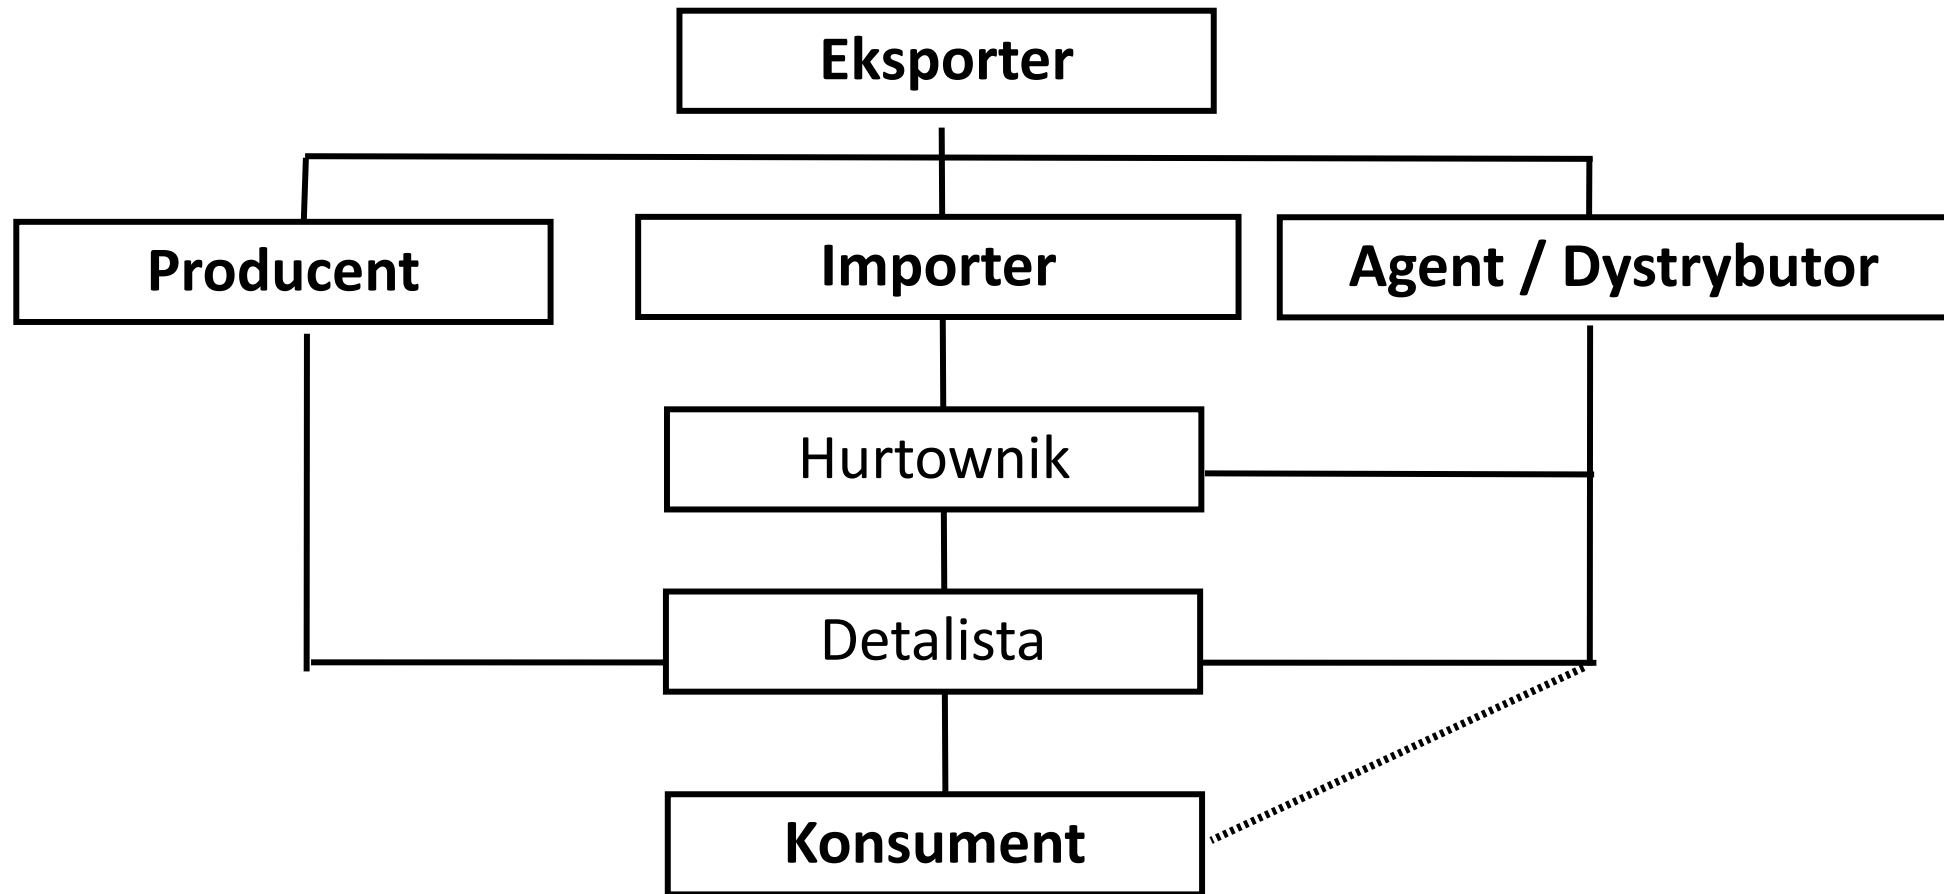 Eksporter
Producent
Importer
Agent / Dystrybutor
Hurtownik
Detalista
Konsument